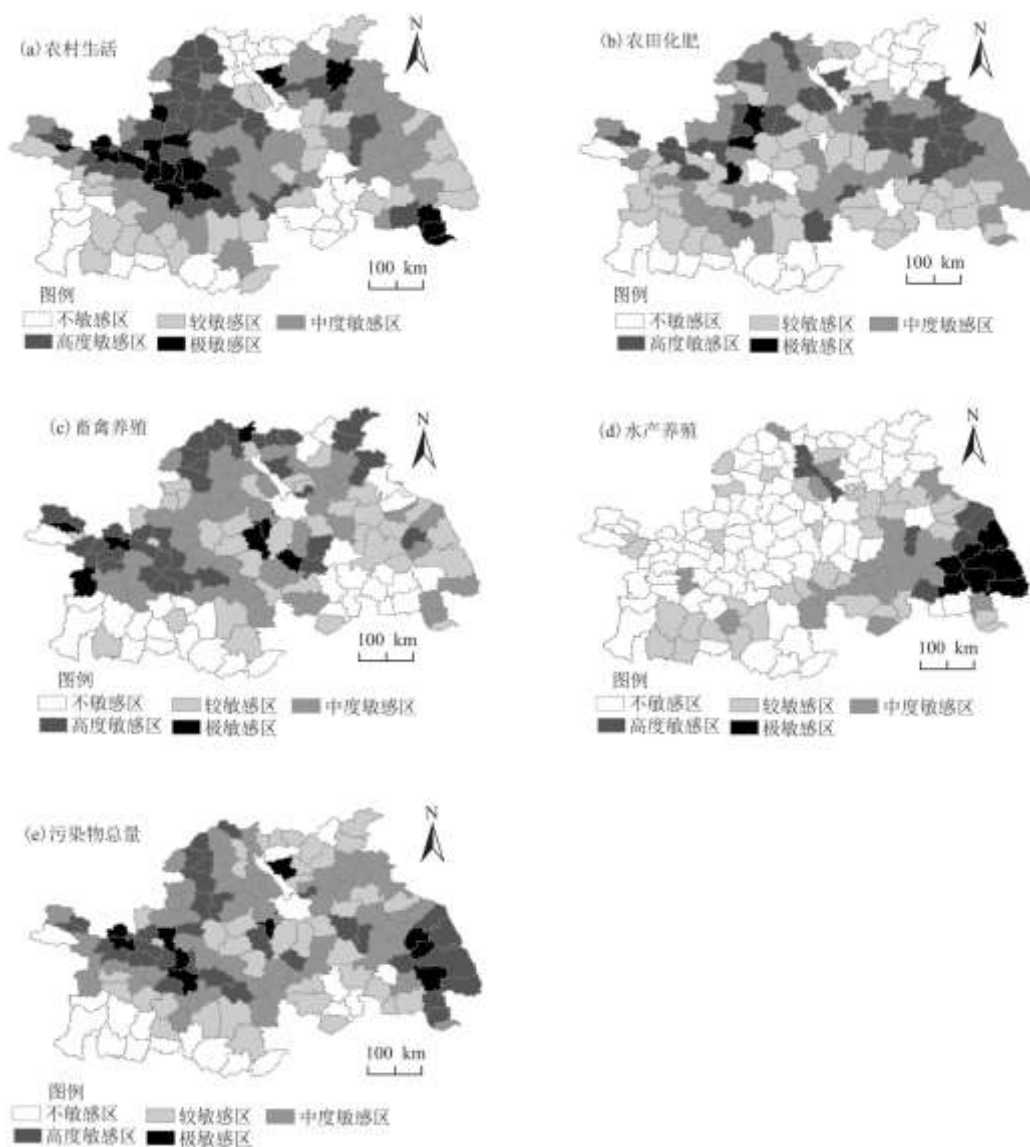 (a)农村生活
N
100 km
图例
不敏感区 较敏感区 中度敏感区
高度敏感区 极敏感区
(b)农田化肥
N
100 km
图例
不敏感区 较敏感区 中度敏感区
高度敏感区 极敏感区
(c)畜禽养殖
N
100 km
图例
不敏感区 较敏感区 中度敏感区
高度敏感区 极敏感区
(d)水产养殖
N
100 km
图例
不敏感区 较敏感区 中度敏感区
高度敏感区 极敏感区
(e)污染物总量
N
100 km
图例
不敏感区 较敏感区 中度敏感区
高度敏感区 极敏感区